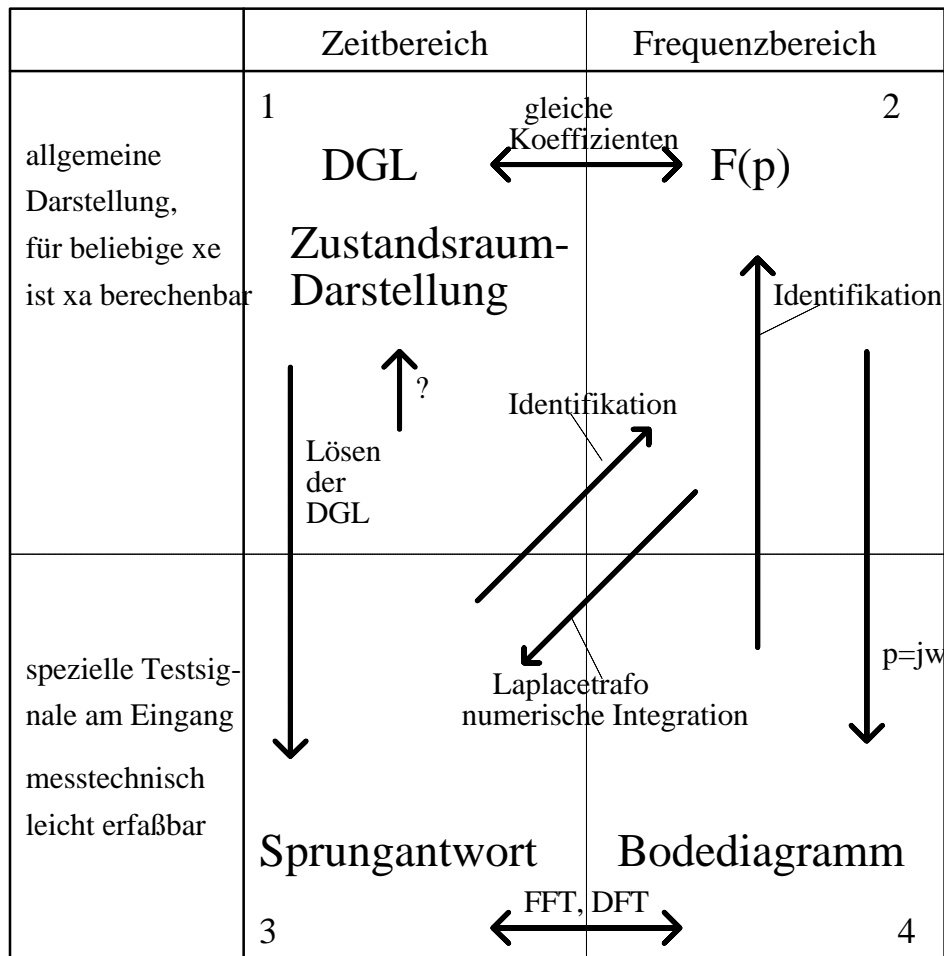 Zeitbereich
Frequenzbereich
1
2
gleiche
Koeffizienten
allgemeine
Darstellung,
für beliebige xe
ist xa berechenbar
DGL
F(p)
Zustandsraum-
Darstellung
Identifikation
?
Identifikation
Lösen
der
DGL
spezielle Testsig-
nale am Eingang
messtechnisch
leicht erfaßbar
p=jw
Laplacetrafo
numerische Integration
Sprungantwort
Bodediagramm
FFT, DFT
3
4